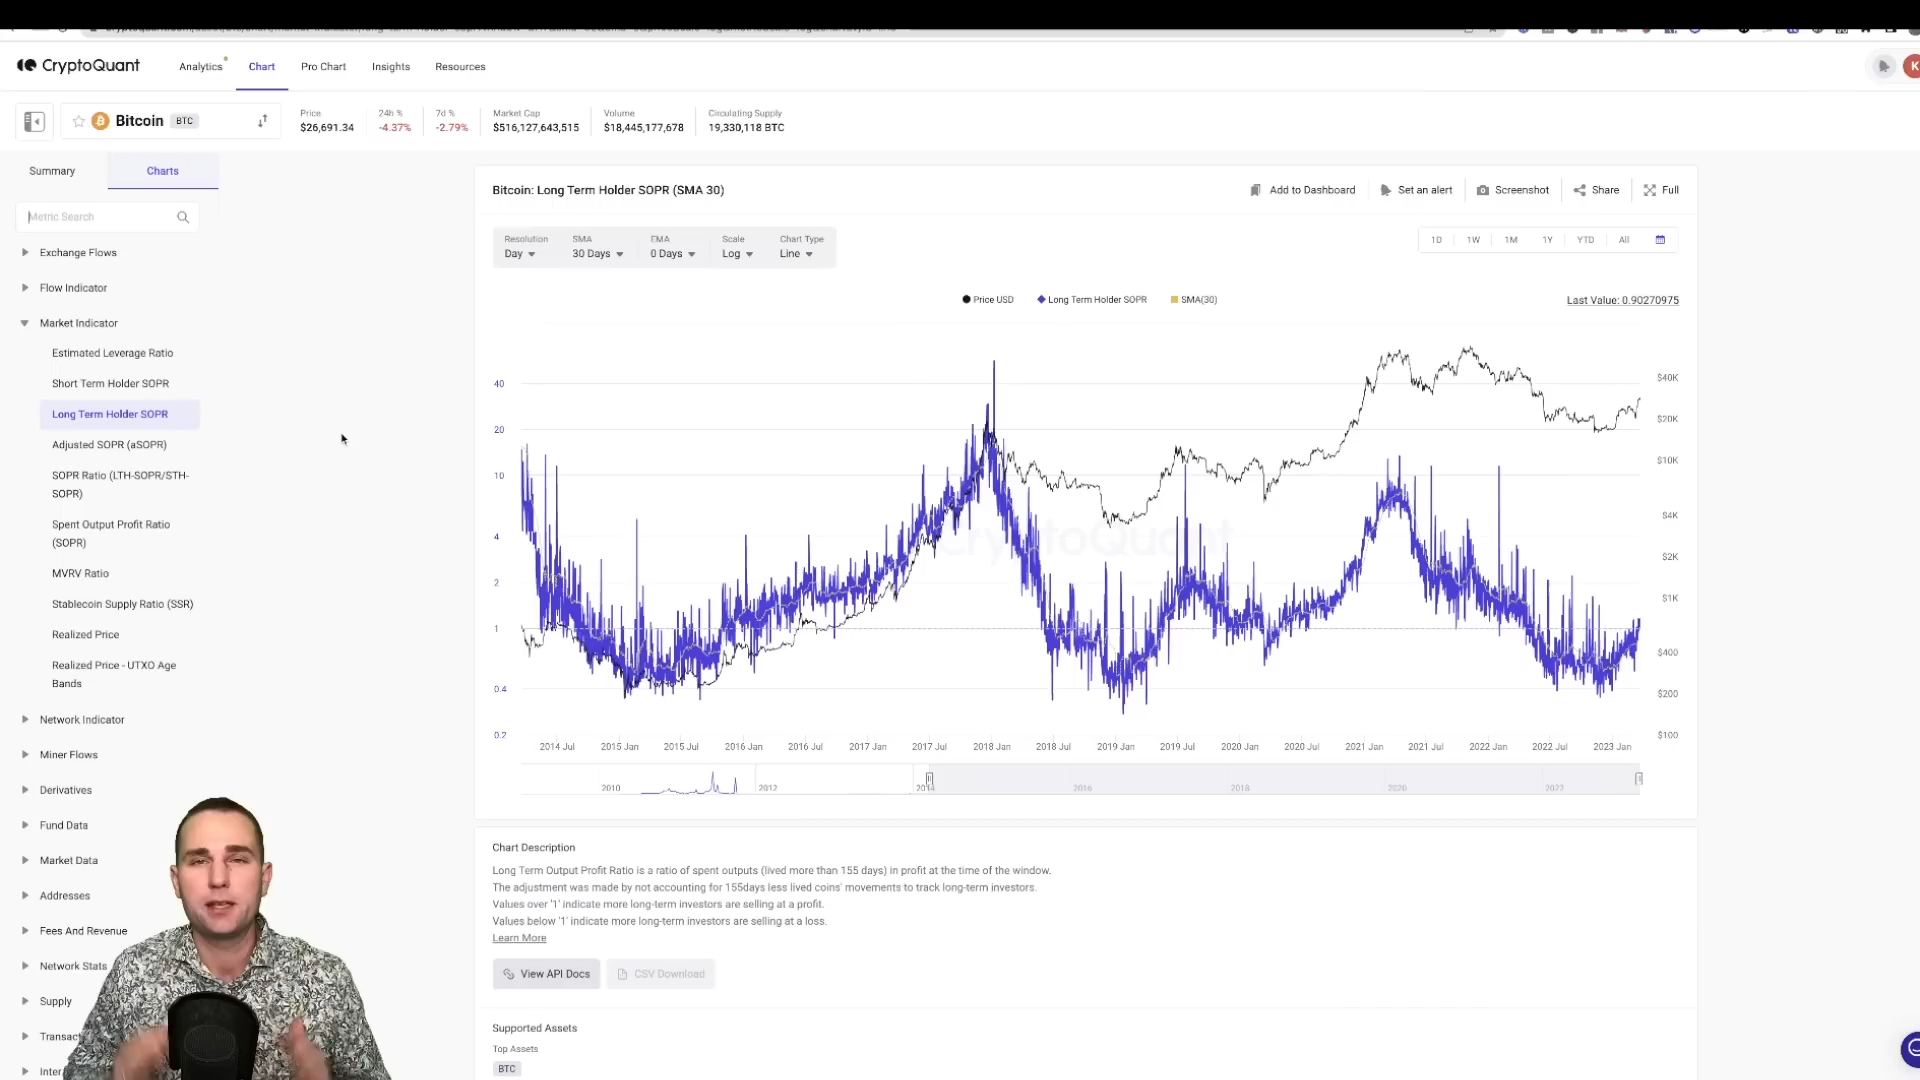 CryptoQuant
Analytics
Chart
Pro Chart
Insights
Resources
K
Bitcoin BTC
Price
$26,691.34
24h %
-4.37%
7d %
-2.79%
Market Cap
$516,127,643,515
Volume
$18,445,177,678
Circulating Supply
19,330,118 BTC
Summary
Charts
Metric Search
Exchange Flows
Flow Indicator
Market Indicator
Estimated Leverage Ratio
Short Term Holder SOPR
Long Term Holder SOPR
Adjusted SOPR (aSOPR)
SOPR Ratio (LTH-SOPR/STH-
SOPR)
Spent Output Profit Ratio
(SOPR)
MVRV Ratio
Stablecoin Supply Ratio (SSR)
Realized Price
Realized Price - UTXO Age
Bands
Network Indicator
Miner Flows
Derivatives
Fund Data
Market Data
Addresses
Fees And Revenue
Network Stats
Supply
Transac
Inter
Bitcoin: Long Term Holder SOPR (SMA 30)
Add to Dashboard
Set an alert
Screenshot
Share
Full
Resolution
Day
SMA
30 Days
EMA
0 Days
Scale
Log
Chart Type
Line
1D
1W
1M
1Y
YTD
All
Price USD
Long Term Holder SOPR
SMA(30)
Last Value: 0.90270975
40
20
10
4
2
1
0.4
0.2
$40K
$20K
$10K
$4K
$2K
$1K
$400
$200
$100
CryptoQuant
2014 Jul
2015 Jan
2015 Jul
2016 Jan
2016 Jul
2017 Jan
2017 Jul
2018 Jan
2018 Jul
2019 Jan
2019 Jul
2020 Jan
2020 Jul
2021 Jan
2021 Jul
2022 Jan
2022 Jul
2023 Jan
2010
2012
2014
2016
2018
2020
2022
Chart Description
Long Term Output Profit Ratio is a ratio of spent outputs (lived more than 155 days) in profit at the time of the window.
The adjustment was made by not accounting for 155days less lived coins' movements to track long-term investors.
Values over '1' indicate more long-term investors are selling at a profit.
Values below '1' indicate more long-term investors are selling at a loss.
Learn More
View API Docs
CSV Download
Supported Assets
Top Assets
BTC